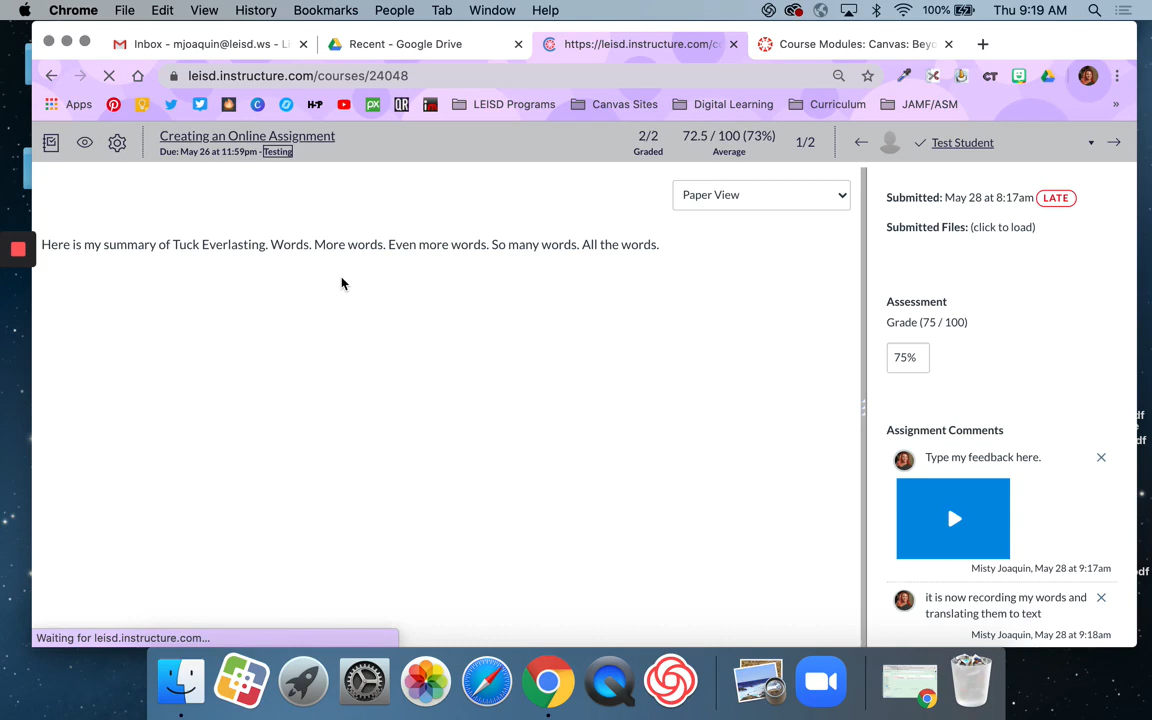 Chrome File Edit View History Bookmarks People Tab Window Help 100% Thu 9:19 AM
Inbox - mjoaquin@leisd.ws - L
Recent - Google Drive
https://leisd.instructure.com/c
Course Modules: Canvas: Beyo
leisd.instructure.com/courses/24048
Apps
QR
LEISD Programs
Canvas Sites
Digital Learning
Curriculum
JAMF/ASM
Creating an Online Assignment
Due: May 26 at 11:59pm - Testing
2/2
Graded
72.5 / 100 (73%)
Average
1/2
Test Student
Paper View
Submitted: May 28 at 8:17am LATE
Submitted Files: (click to load)
Here is my summary of Tuck Everlasting. Words. More words. Even more words. So many words. All the words.
Assessment
Grade (75 / 100)
75%
Assignment Comments
Type my feedback here.
Misty Joaquin, May 28 at 9:17am
it is now recording my words and
translating them to text
Misty Joaquin, May 28 at 9:18am
Waiting for leisd.instructure.com...
df
df
odf